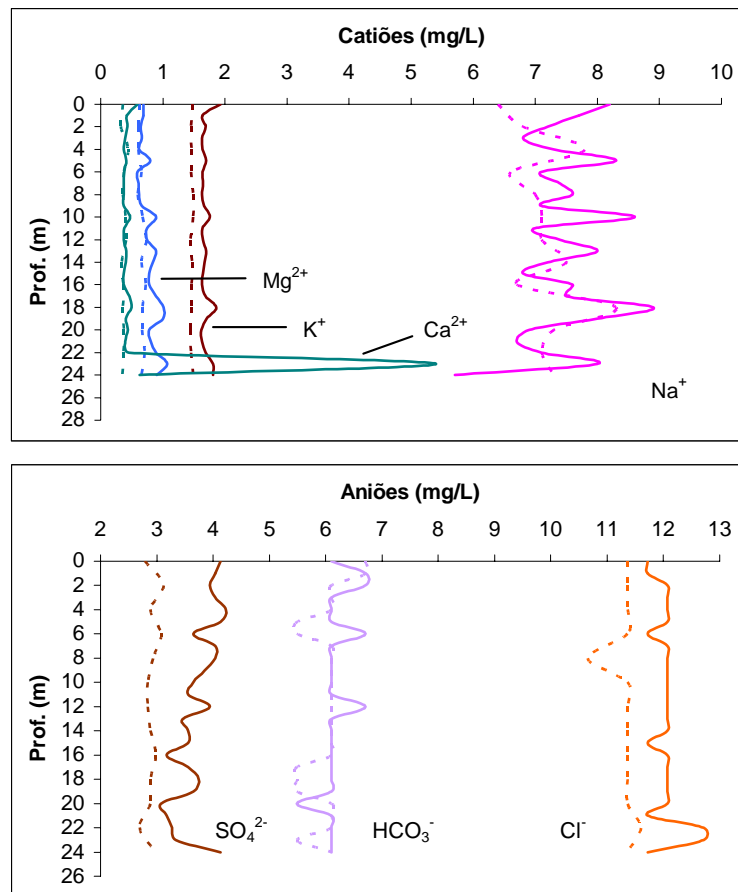 Catiões (mg/L)
0 1 2 3 4 5 6 7 8 9 10
Prof. (m)
0
2
4
6
8
10
12
14
16
18
20
22
24
26
28
Mg2+
K+
Ca2+
Na+
Aniões (mg/L)
2 3 4 5 6 7 8 9 10 11 12 13
Prof. (m)
0
2
4
6
8
10
12
14
16
18
20
22
24
26
SO42- HCO3- Cl-